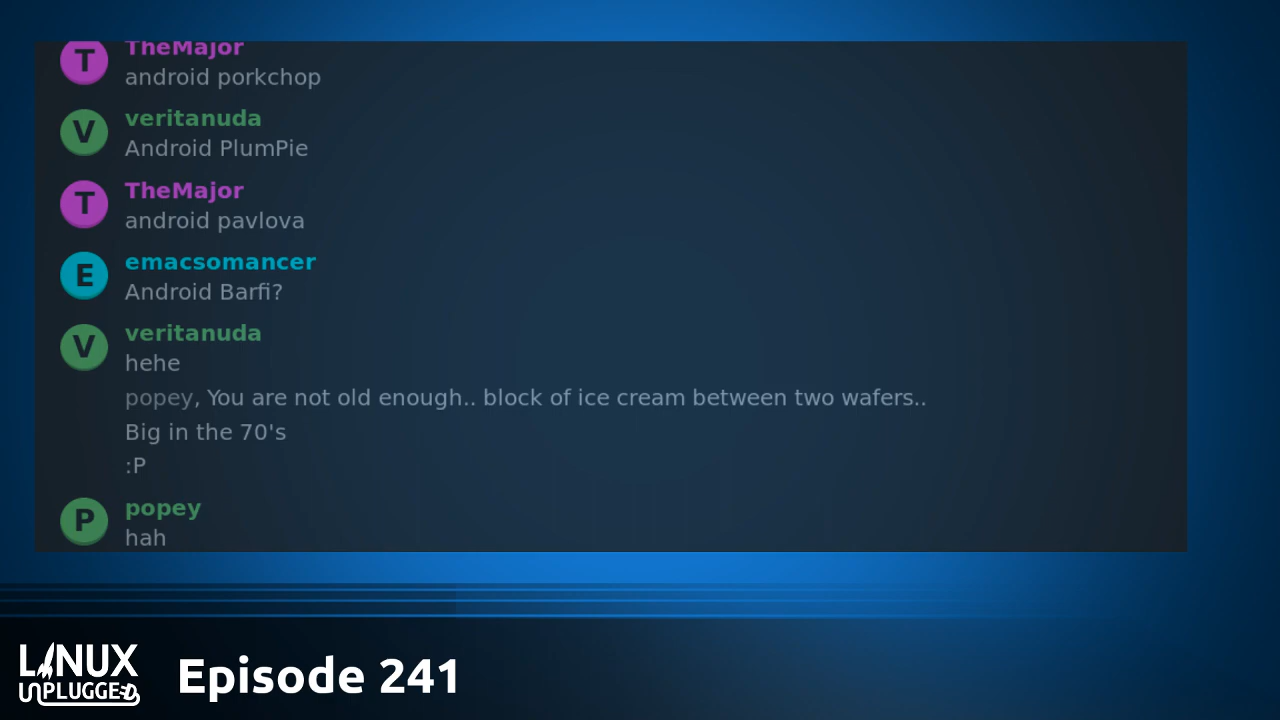 TheMajor
T
android porkchop
veritanuda
V
Android PlumPie
TheMajor
T
android pavlova
emacsomancer
E
Android Barfi?
veritanuda
V
hehe
popey, You are not old enough.. block of ice cream between two wafers..
Big in the 70's
:P
popey
P
hah
LINUX
UNPLUGGED
Episode 241